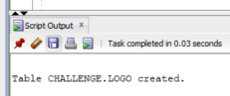 Script Output ×
Task completed in 0.03 seconds
Table CHALLENGE.LOGO created.